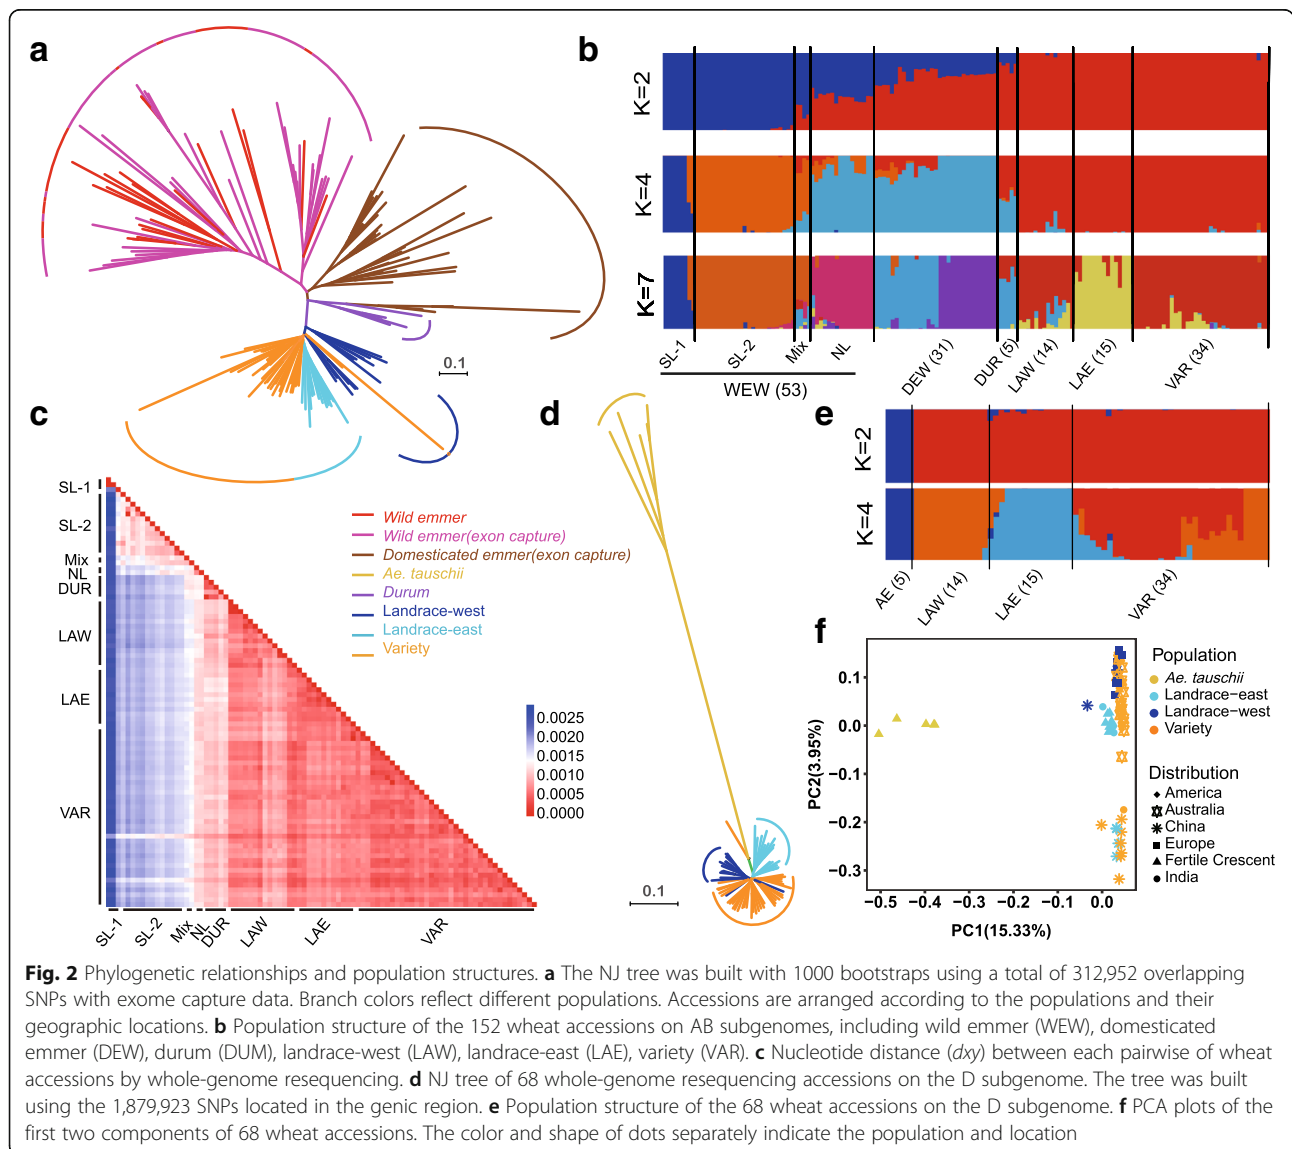 a
0.1
b
K=2
K=4
K=7
SL-1
SL-2
Mix
NL
DEW (31)
DUR (5)
LAW (14)
LAE (15)
VAR (34)
WEW (53)
c
SL-1
SL-2
Mix
NL
DUR
LAW
LAE
VAR
SL-1
SL-2
Mix
NL
DUR
LAW
LAE
VAR
0.0025
0.0020
0.0015
0.0010
0.0005
0.0000
Wild emmer
Wild emmer(exon capture)
Domesticated emmer(exon capture)
Ae. tauschii
Durum
Landrace-west
Landrace-east
Variety
d
0.1
e
K=2
K=4
AE (5)
LAW (14)
LAE (15)
VAR (34)
f
PC2(3.95%)
0.1
0.0
−0.1
−0.2
−0.3
−0.5
−0.4
−0.3
−0.2
−0.1
0.0
PC1(15.33%)
Population
Ae. tauschii
Landrace-east
Landrace-west
Variety
Distribution
America
Australia
China
Europe
Fertile Crescent
India
Fig. 2 Phylogenetic relationships and population structures. a The NJ tree was built with 1000 bootstraps using a total of 312,952 overlapping
SNPs with exome capture data. Branch colors reflect different populations. Accessions are arranged according to the populations and their
geographic locations. b Population structure of the 152 wheat accessions on AB subgenomes, including wild emmer (WEW), domesticated
emmer (DEW), durum (DUM), landrace-west (LAW), landrace-east (LAE), variety (VAR). c Nucleotide distance (dxy) between each pairwise of wheat
accessions by whole-genome resequencing. d NJ tree of 68 whole-genome resequencing accessions on the D subgenome. The tree was built
using the 1,879,923 SNPs located in the genic region. e Population structure of the 68 wheat accessions on the D subgenome. f PCA plots of the
first two components of 68 wheat accessions. The color and shape of dots separately indicate the population and location